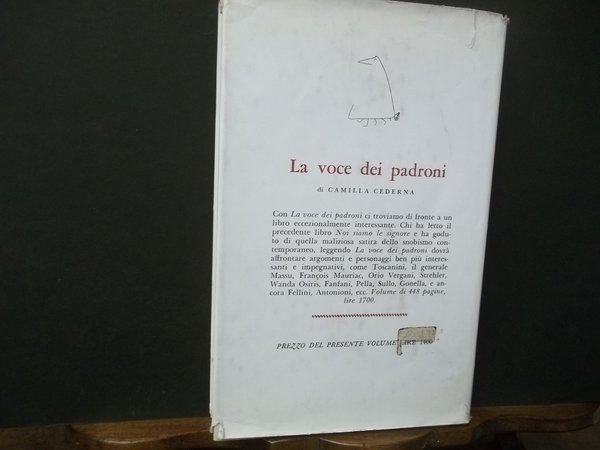 La voce dei padroni
di CAMILLA CEDERNA
Con La voce dei padroni ci troviamo di fronte a un
libro eccezionalmente interessante. Chi ha letto il
precedente libro Noi siamo le signore e ha godu-
to di quella maliziosa satira dello snobismo con-
temporaneo, leggendo La voce dei padroni dovrà
affrontare argomenti e personaggi ben più interes-
santi e impegnativi, come Toscanini, il generale
Massu, François Mauriac, Orio Vergani, Strehler,
Wanda Osiris, Fanfani, Pella, Sullo, Gonella, e an-
cora Fellini, Antonioni, ecc. Volume di 448 pagine,
lire 1700.
PREZZO DEL PRESENTE VOLUME LIRE